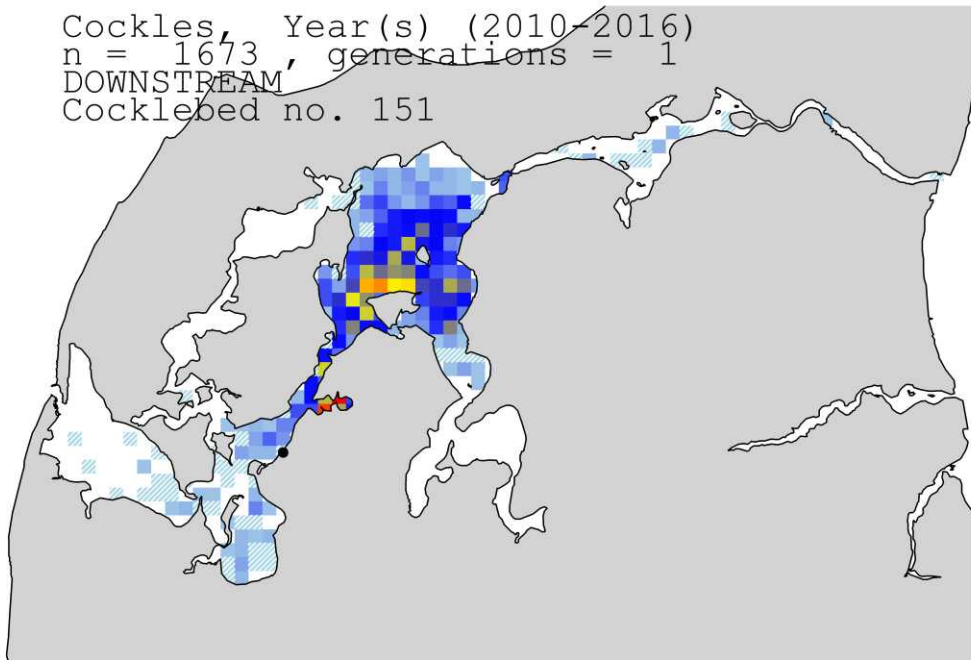 Cockles, Year(s) (2010-2016)
n = 1673 , generations = 1
DOWNSTREAM
Cocklebed no. 151